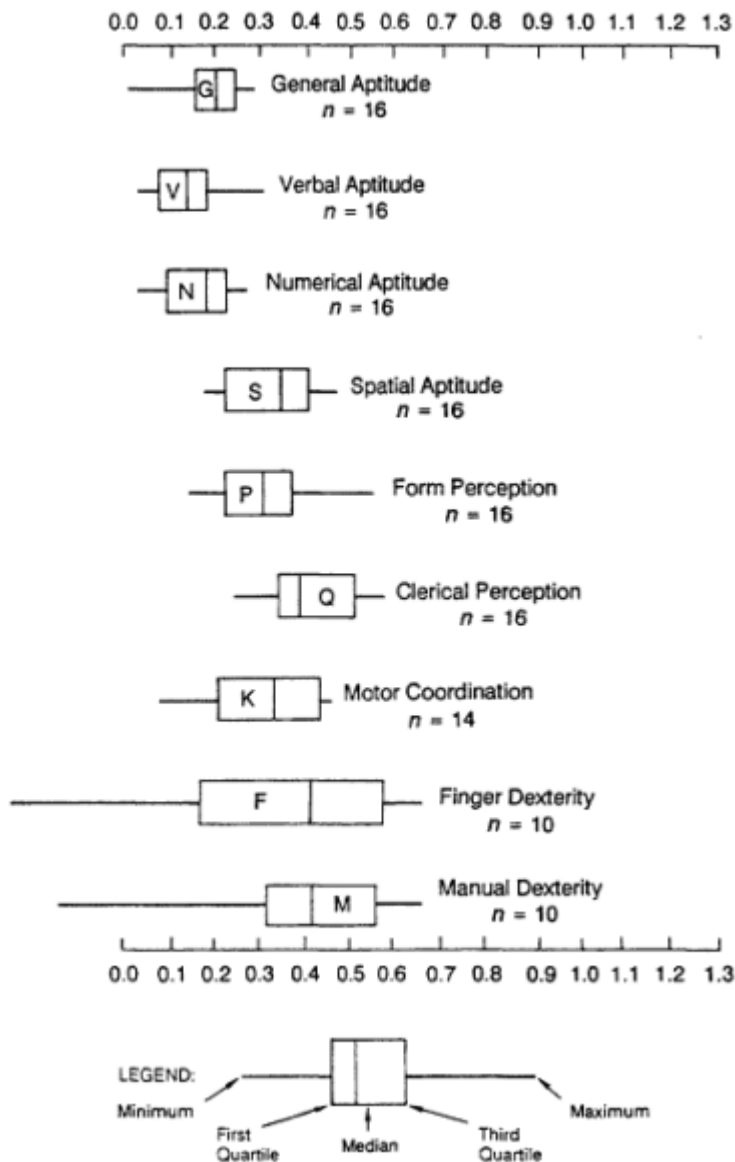 0.0 0.1 0.2 0.3 0.4 0.5 0.6 0.7 0.8 0.9 1.0 1.1 1.2 1.3
G
General Aptitude
n = 16
V
Verbal Aptitude
n = 16
N
Numerical Aptitude
n = 16
S
Spatial Aptitude
n = 16
P
Form Perception
n = 16
Q
Clerical Perception
n = 16
K
Motor Coordination
n = 14
F
Finger Dexterity
n = 10
M
Manual Dexterity
n = 10
0.0 0.1 0.2 0.3 0.4 0.5 0.6 0.7 0.8 0.9 1.0 1.1 1.2 1.3
LEGEND:
Minimum
First
Quartile
Median
Third
Quartile
Maximum